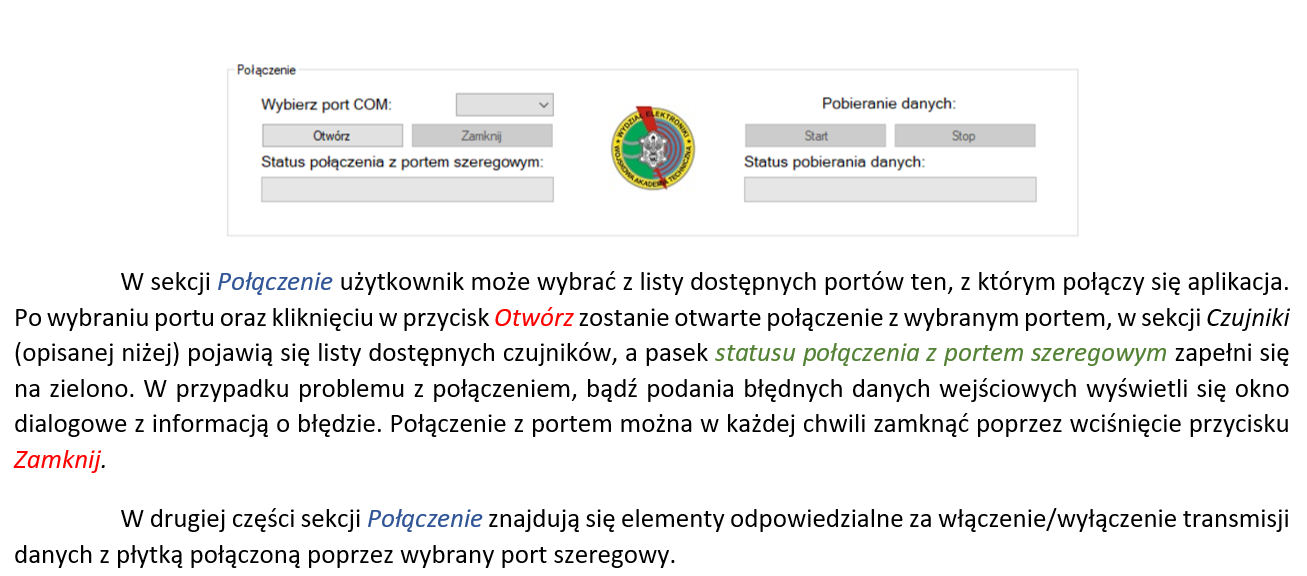 Połączenie
Wybierz port COM:
Otwórz Zamknij
Status połączenia z portem szeregowym:
WYDZIAŁ ELEKTRONIKI
WOJSKOWA AKADEMIA TECHNICZNA
Pobieranie danych:
Start Stop
Status pobierania danych:
W sekcji Połączenie użytkownik może wybrać z listy dostępnych portów ten, z którym połączy się aplikacja.
Po wybraniu portu oraz kliknięciu w przycisk Otwórz zostanie otwarte połączenie z wybranym portem, w sekcji Czujniki
(opisanej niżej) pojawią się listy dostępnych czujników, a pasek statusu połączenia z portem szeregowym zapełni się
na zielono. W przypadku problemu z połączeniem, bądź podania błędnych danych wejściowych wyświetli się okno
dialogowe z informacją o błędzie. Połączenie z portem można w każdej chwili zamknąć poprzez wciśnięcie przycisku
Zamknij.
W drugiej części sekcji Połączenie znajdują się elementy odpowiedzialne za włączenie/wyłączenie transmisji
danych z płytką połączoną poprzez wybrany port szeregowy.